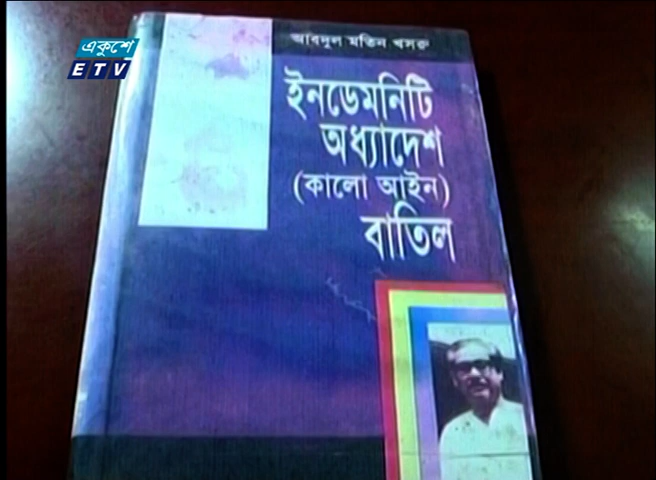 একুশে
ETV
আবদুল মতিন খসরু
ইনডেমনিটি
অধ্যাদেশ
(কালো আইন)
বাতিল